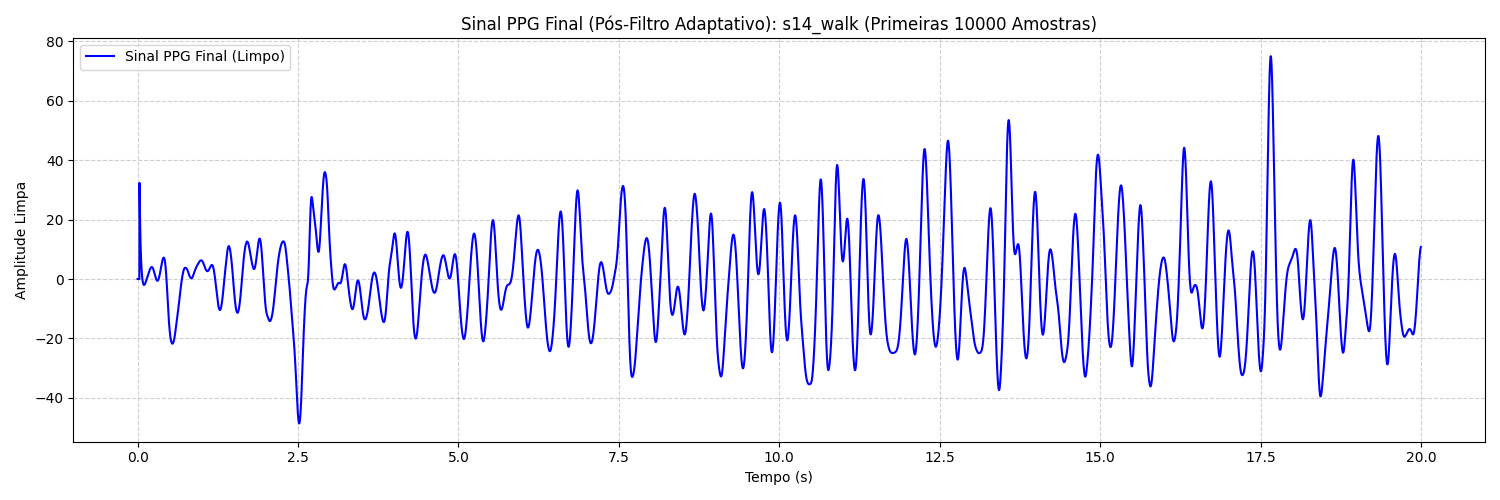 Sinal PPG Final (Pós-Filtro Adaptativo): s14_walk (Primeiras 10000 Amostras)
Sinal PPG Final (Limpo)
Amplitude Limpa
80
60
40
20
0
−20
−40
0.0 2.5 5.0 7.5 10.0 12.5 15.0 17.5 20.0
Tempo (s)